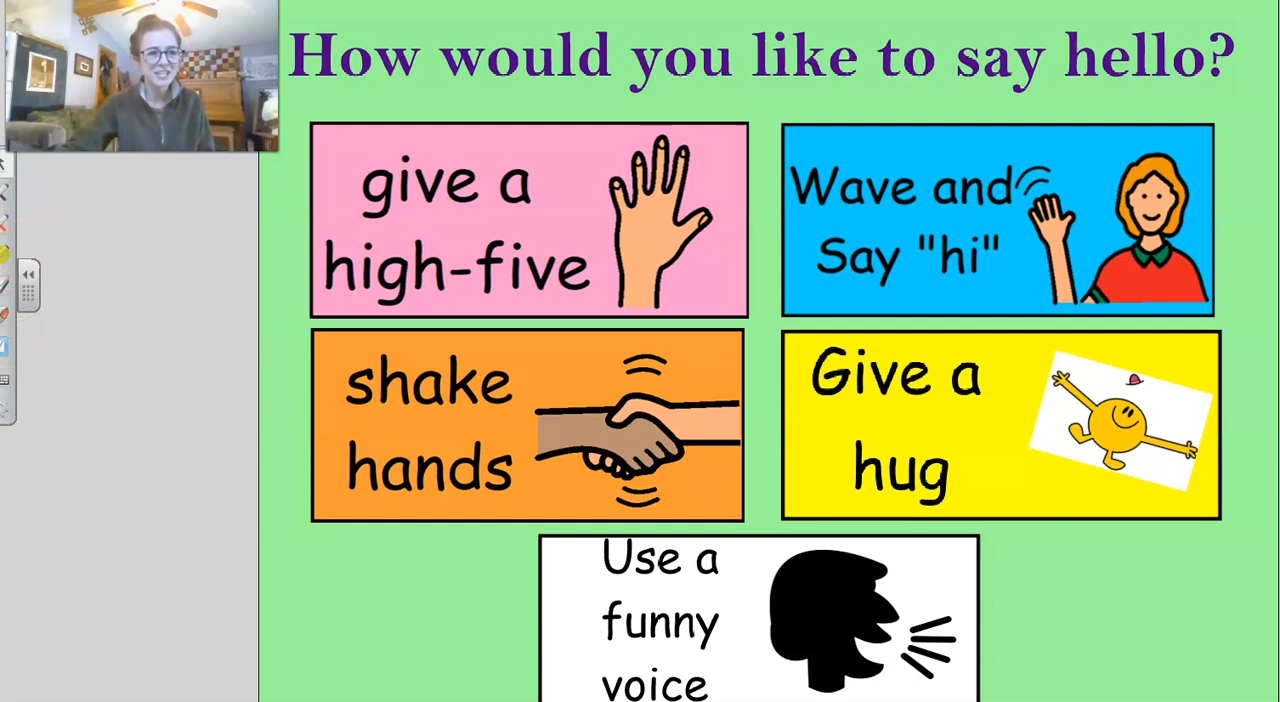 How would you like to say hello?
give a
high-five
Wave and
Say "hi"
shake
hands
Give a
hug
Use a
funny
voice